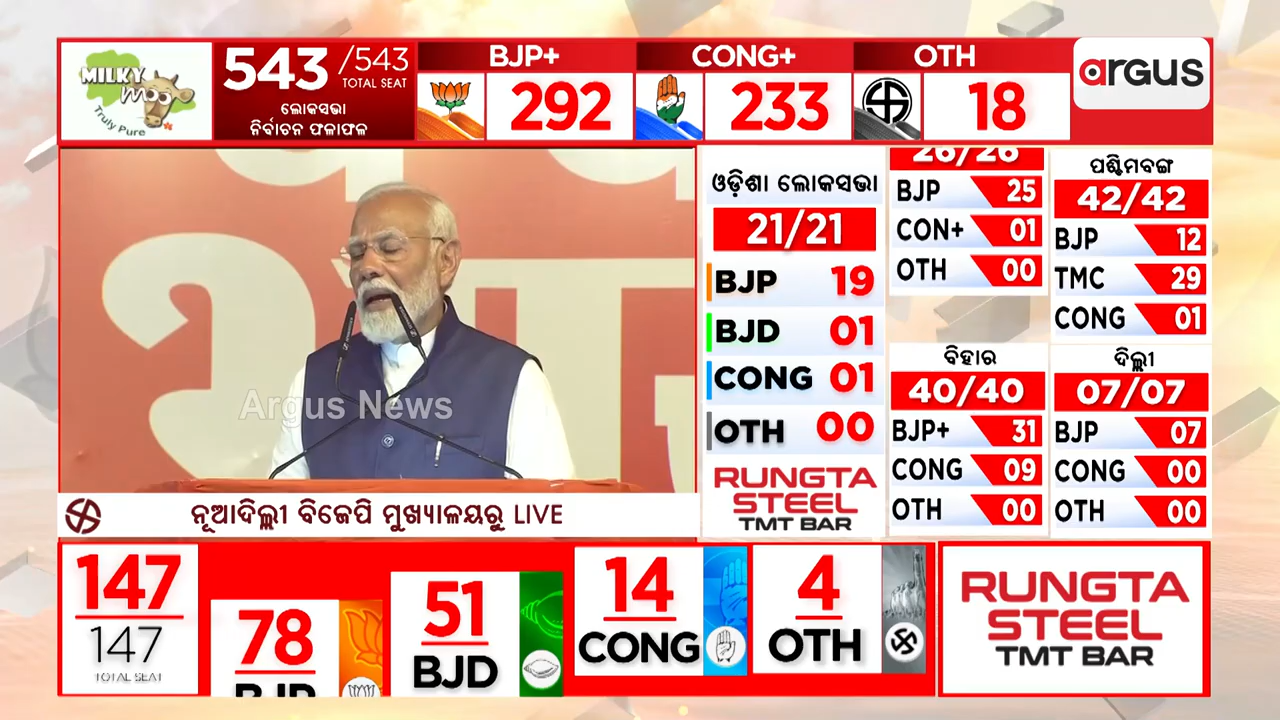 MILKY
moo
Truly Pure
543 /543
TOTAL SEAT
ଲୋକସଭା
ନିର୍ବାଚନ ଫଳାଫଳ
BJP+
292
CONG+
233
OTH
18
argus
Argus News
ନୂଆଦିଲ୍ଲୀ ବିଜେପି ମୁଖ୍ୟାଳୟରୁ LIVE
ଓଡ଼ିଶା ଲୋକସଭା
21/21
BJP 19
BJD 01
CONG 01
OTH 00
RUNGTA
STEEL
TMT BAR
26/26
BJP 25
CON+ 01
OTH 00
ପଶ୍ଚିମବଙ୍ଗ
42/42
BJP 12
TMC 29
CONG 01
ବିହାର
40/40
BJP+ 31
CONG 09
OTH 00
ଦିଲ୍ଲୀ
07/07
BJP 07
CONG 00
OTH 00
147
147
TOTAL SEAT
78
BJP
51
BJD
14
CONG
4
OTH
RUNGTA
STEEL
TMT BAR